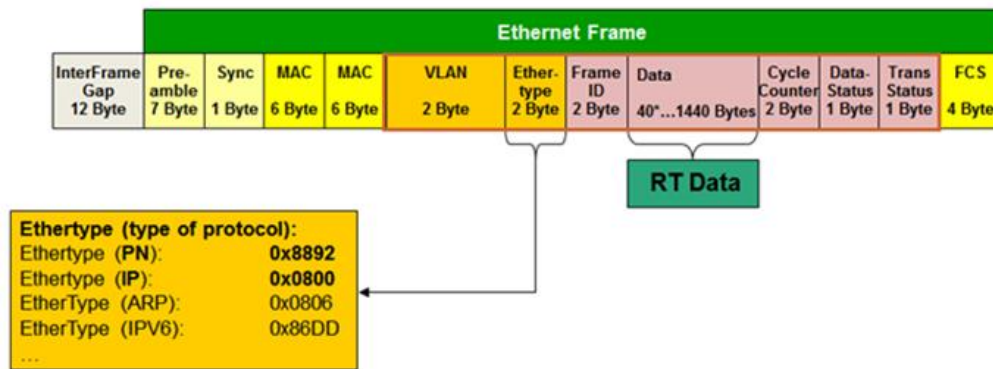 Ethernet Frame
InterFrame
Gap
12 Byte
Pre-
amble
7 Byte
Sync
1 Byte
MAC
6 Byte
MAC
6 Byte
VLAN
2 Byte
Ether-
type
2 Byte
Frame
ID
2 Byte
Data
40*...1440 Bytes
Cycle
Counter
2 Byte
Data-
Status
1 Byte
Trans
Status
1 Byte
FCS
4 Byte
RT Data
Ethertype (type of protocol):
Ethertype (PN): 0x8892
Ethertype (IP): 0x0800
EtherType (ARP): 0x0806
EtherType (IPV6): 0x86DD
...